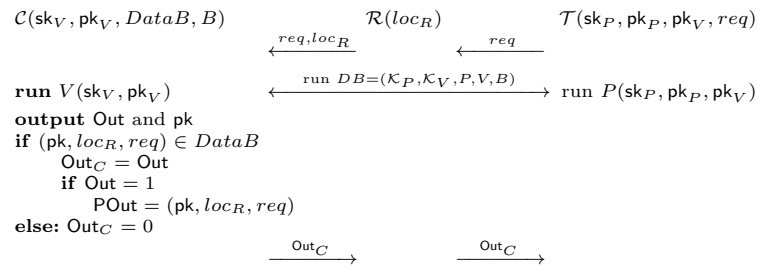 𝒞(sk_V, pk_V, DataB, B) ℛ(loc_R) 𝒯(sk_P, pk_P, pk_V, req)
req,loc_R req
run V(sk_V, pk_V) run DB=(𝒦_P,𝒦_V,P,V,B) run P(sk_P, pk_P, pk_V)
output Out and pk
if (pk, loc_R, req) ∈ DataB
Out_C = Out
if Out = 1
POut = (pk, loc_R, req)
else: Out_C = 0
Out_C Out_C